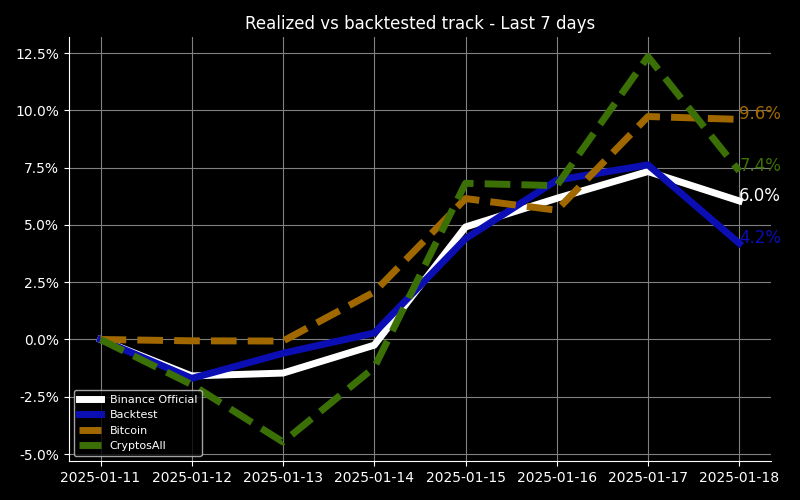 Realized vs backtested track - Last 7 days
12.5%
10.0%
7.5%
5.0%
2.5%
0.0%
-2.5%
-5.0%
9.6%
7.4%
6.0%
4.2%
Binance Official
Backtest
Bitcoin
CryptosAll
2025-01-11 2025-01-12 2025-01-13 2025-01-14 2025-01-15 2025-01-16 2025-01-17 2025-01-18